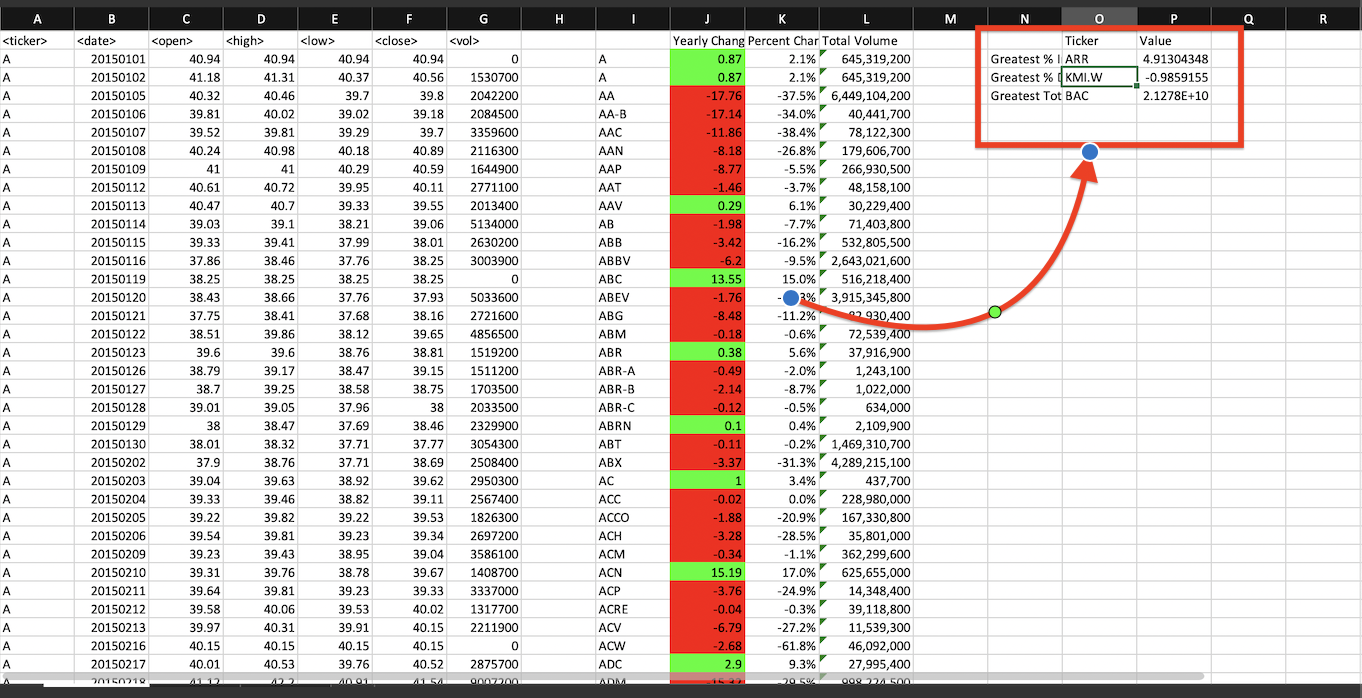 A B C D E F G H I J K L M N O P Q R
<ticker> <date> <open> <high> <low> <close> <vol> Yearly Chang Percent Char Total Volume Ticker Value
A 20150101 40.94 40.94 40.94 40.94 0 A 0.87 2.1% 645,319,200 Greatest % I ARR 4.91304348
A 20150102 41.18 41.31 40.37 40.56 1530700 A 0.87 2.1% 645,319,200 Greatest % D KMI.W -0.9859155
A 20150105 40.32 40.46 39.7 39.8 2042200 AA -17.76 -37.5% 6,449,104,200 Greatest Tot BAC 2.1278E+10
A 20150106 39.81 40.02 39.02 39.18 2084500 AA-B -17.14 -34.0% 40,441,700
A 20150107 39.52 39.81 39.29 39.7 3359600 AAC -11.86 -38.4% 78,122,300
A 20150108 40.24 40.98 40.18 40.89 2116300 AAN -8.18 -26.8% 179,606,700
A 20150109 41 41 40.29 40.59 1644900 AAP -8.77 -5.5% 266,930,500
A 20150112 40.61 40.72 39.95 40.11 2771100 AAT -1.46 -3.7% 48,158,100
A 20150113 40.47 40.7 39.33 39.55 2013400 AAV 0.29 6.1% 30,229,400
A 20150114 39.03 39.1 38.21 39.06 5134000 AB -1.98 -7.7% 71,403,800
A 20150115 39.33 39.41 37.99 38.01 2630200 ABB -3.42 -16.2% 532,805,500
A 20150116 37.86 38.46 37.76 38.25 3003900 ABBV -6.2 -9.5% 2,643,021,600
A 20150119 38.25 38.25 38.25 38.25 0 ABC 13.55 15.0% 516,218,400
A 20150120 38.43 38.66 37.76 37.93 5033600 ABEV -1.76 3,915,345,800
A 20150121 37.75 38.41 37.68 38.16 2721600 ABG -8.48 -11.2% 82,930,400
A 20150122 38.51 39.86 38.12 39.65 4856500 ABM -0.18 -0.6% 72,539,400
A 20150123 39.6 39.6 38.76 38.81 1519200 ABR 0.38 5.6% 37,916,900
A 20150126 38.79 39.17 38.47 39.15 1511200 ABR-A -0.49 -2.0% 1,243,100
A 20150127 38.7 39.25 38.58 38.75 1703500 ABR-B -2.14 -8.7% 1,022,000
A 20150128 39.01 39.05 37.96 38 2033500 ABR-C -0.12 -0.5% 634,000
A 20150129 38 38.47 37.69 38.46 2329900 ABRN 0.1 0.4% 2,109,900
A 20150130 38.01 38.32 37.71 37.77 3054300 ABT -0.11 -0.2% 1,469,310,700
A 20150202 37.9 38.76 37.71 38.69 2508400 ABX -3.37 -31.3% 4,289,215,100
A 20150203 39.04 39.63 38.92 39.62 2950300 AC 1 3.4% 437,700
A 20150204 39.33 39.46 38.82 39.11 2567400 ACC -0.02 0.0% 228,980,000
A 20150205 39.22 39.82 39.22 39.53 1826300 ACCO -1.88 -20.9% 167,330,800
A 20150206 39.54 39.81 39.23 39.34 2697200 ACH -3.28 -28.5% 35,801,000
A 20150209 39.23 39.43 38.95 39.04 3586100 ACM -0.34 -1.1% 362,299,600
A 20150210 39.31 39.76 38.78 39.67 1408700 ACN 15.19 17.0% 625,655,000
A 20150211 39.64 39.81 39.23 39.33 3337000 ACP -3.76 -24.9% 14,348,400
A 20150212 39.58 40.06 39.53 40.02 1317700 ACRE -0.04 -0.3% 39,118,800
A 20150213 39.97 40.31 39.91 40.15 2211900 ACV -6.79 -27.2% 11,539,300
A 20150216 40.15 40.15 40.15 40.15 0 ACW -2.68 -61.8% 46,092,000
A 20150217 40.01 40.53 39.76 40.52 2875700 ADC 2.9 9.3% 27,995,400
A 20150218 41.12 42.2 40.91 41.54 9007200 ADM -15.32 -29.5% 998,224,500